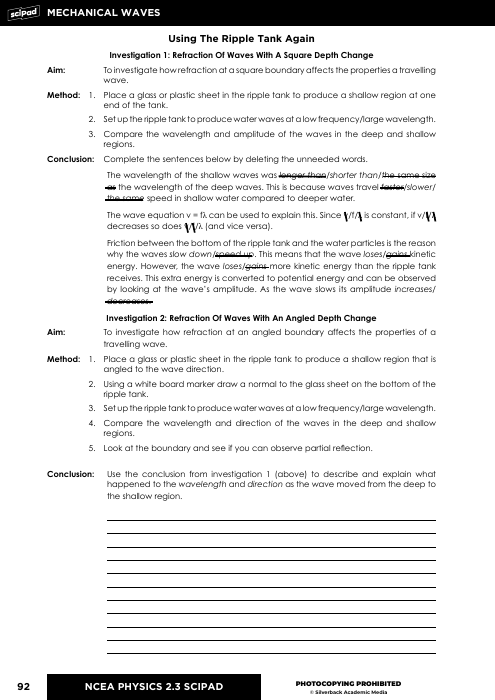 scipad MECHANICAL WAVES
Using The Ripple Tank Again
Investigation 1: Refraction Of Waves With A Square Depth Change
Aim: To investigate how refraction at a square boundary affects the properties a travelling
wave.
Method: 1. Place a glass or plastic sheet in the ripple tank to produce a shallow region at one
end of the tank.
2. Set up the ripple tank to produce water waves at a low frequency/large wavelength.
3. Compare the wavelength and amplitude of the waves in the deep and shallow
regions.
Conclusion: Complete the sentences below by deleting the unneeded words.
The wavelength of the shallow waves was longer than/shorter than/the same size
as the wavelength of the deep waves. This is because waves travel faster/slower/
the same speed in shallow water compared to deeper water.
The wave equation v = fλ can be used to explain this. Since v/f/λ is constant, if v/f/λ
decreases so does v/f/λ (and vice versa).
Friction between the bottom of the ripple tank and the water particles is the reason
why the waves slow down/speed up. This means that the wave loses/gains kinetic
energy. However, the wave loses/gains more kinetic energy than the ripple tank
receives. This extra energy is converted to potential energy and can be observed
by looking at the wave's amplitude. As the wave slows its amplitude increases/
decreases.
Investigation 2: Refraction Of Waves With An Angled Depth Change
Aim: To investigate how refraction at an angled boundary affects the properties of a
travelling wave.
Method: 1. Place a glass or plastic sheet in the ripple tank to produce a shallow region that is
angled to the wave direction.
2. Using a white board marker draw a normal to the glass sheet on the bottom of the
ripple tank.
3. Set up the ripple tank to produce water waves at a low frequency/large wavelength.
4. Compare the wavelength and direction of the waves in the deep and shallow
regions.
5. Look at the boundary and see if you can observe partial reflection.
Conclusion: Use the conclusion from investigation 1 (above) to describe and explain what
happened to the wavelength and direction as the wave moved from the deep to
the shallow region.
92 NCEA PHYSICS 2.3 SCIPAD PHOTOCOPYING PROHIBITED
© Silverback Academic Media